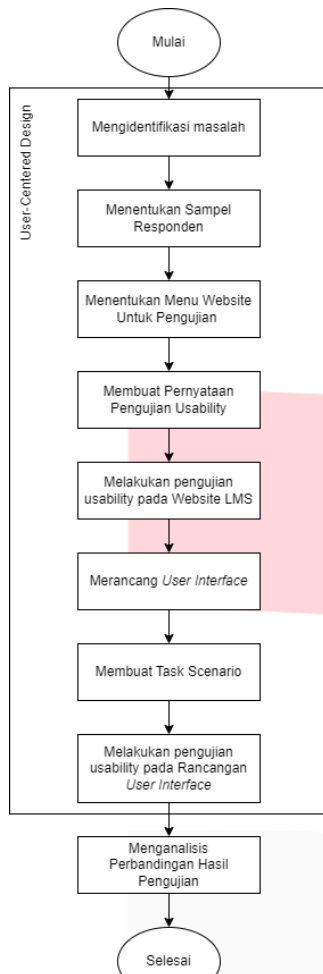 Mulai
User-Centered Design
Mengidentifikasi masalah
Menentukan Sampel
Responden
Menentukan Menu Website
Untuk Pengujian
Membuat Pernyataan
Pengujian Usability
Melakukan pengujian
usability pada Website LMS
Merancang User Interface
Membuat Task Scenario
Melakukan pengujian
usability pada Rancangan
User Interface
Menganalisis
Perbandingan Hasil
Pengujian
Selesai